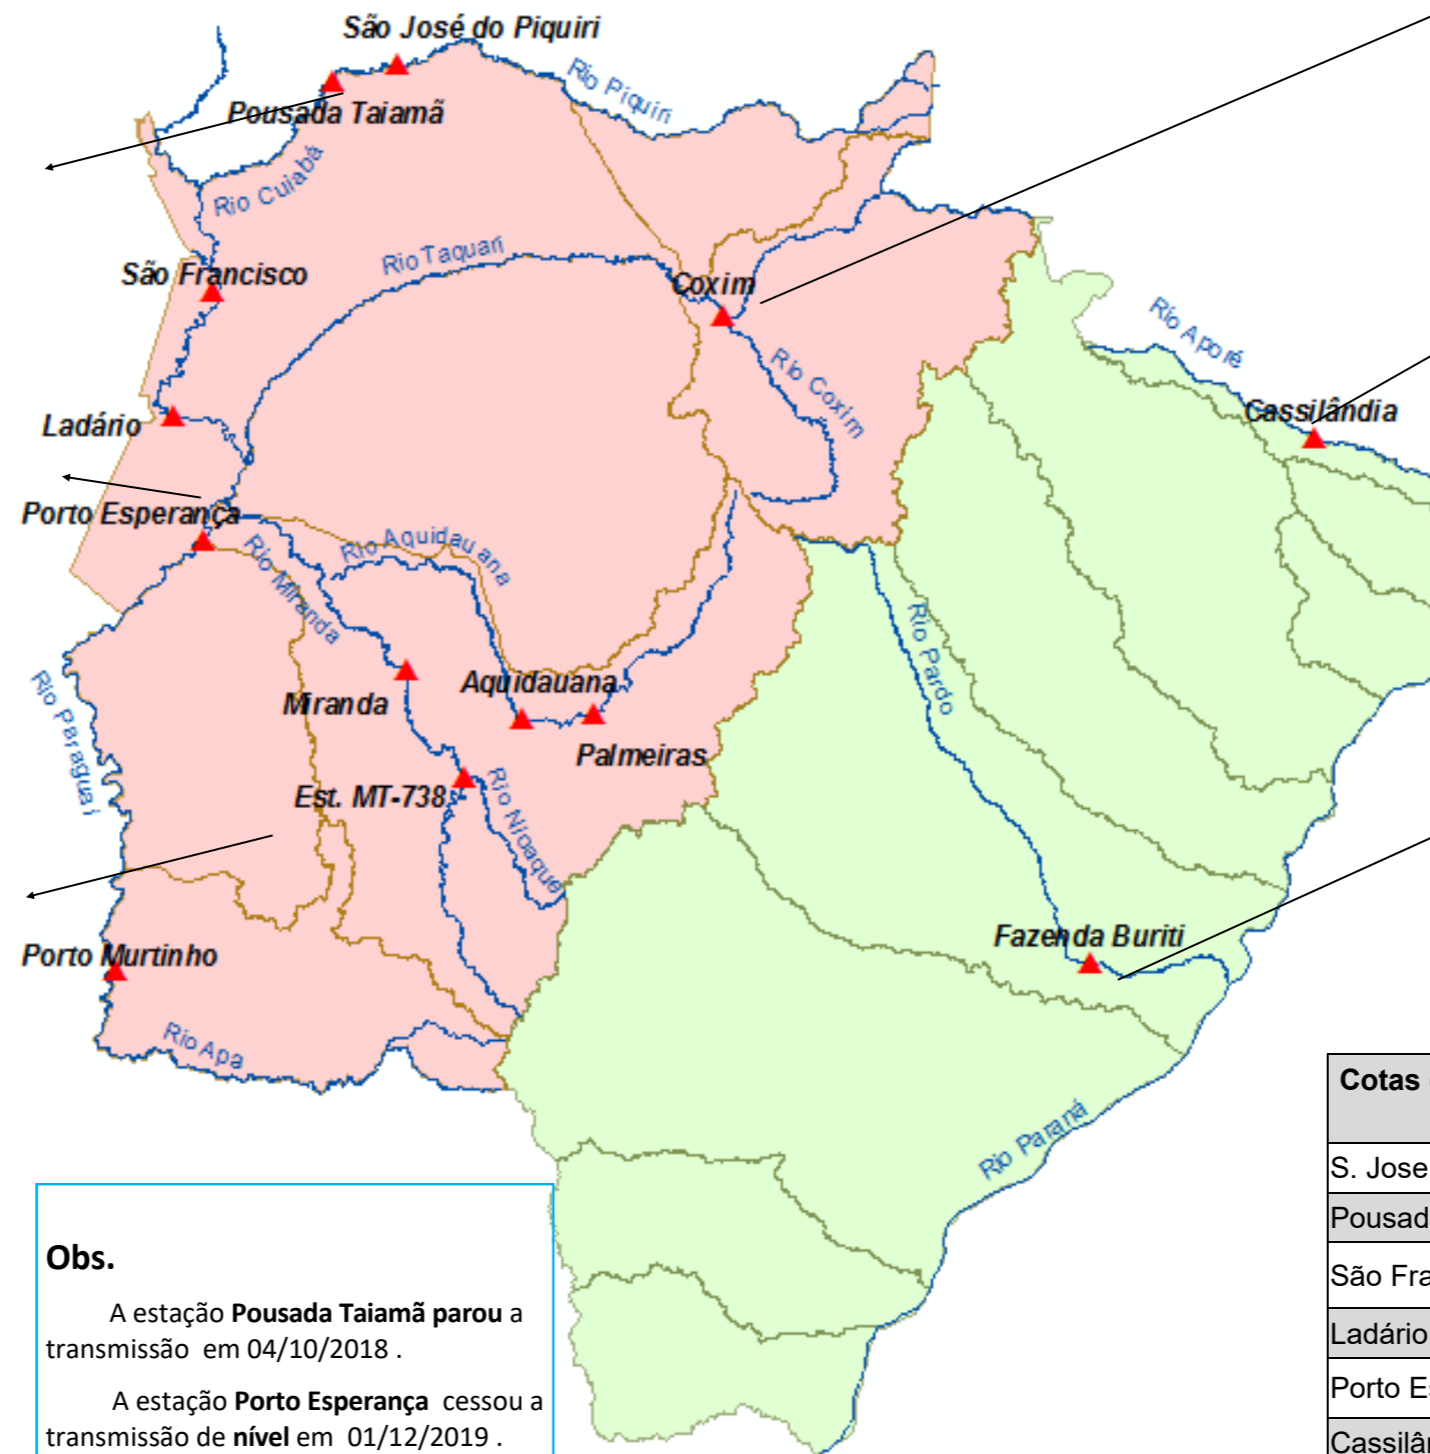 São José do Piquiri
Rio Piquiri
Pousada Taiamã
Rio Cuiabá
Rio Taquari
São Francisco
Coxim
Rio Aporé
Rio Coxim
Cassilândia
Ladário
Porto Esperança
Rio Aquidauana
Rio Miranda
Rio Pardo
Rio Paraguai
Aquidauana
Miranda
Palmeiras
Est. MT-738
Rio Nioaque
Fazenda Buriti
Porto Murtinho
Rio Apa
Rio Paraná
Cotas
S. Jose
Pousad
São Fra
Ladário
Porto Es
Cassilân
Obs.
A estação Pousada Taiamã parou a
transmissão em 04/10/2018 .
A estação Porto Esperança cessou a
transmissão de nível em 01/12/2019 .